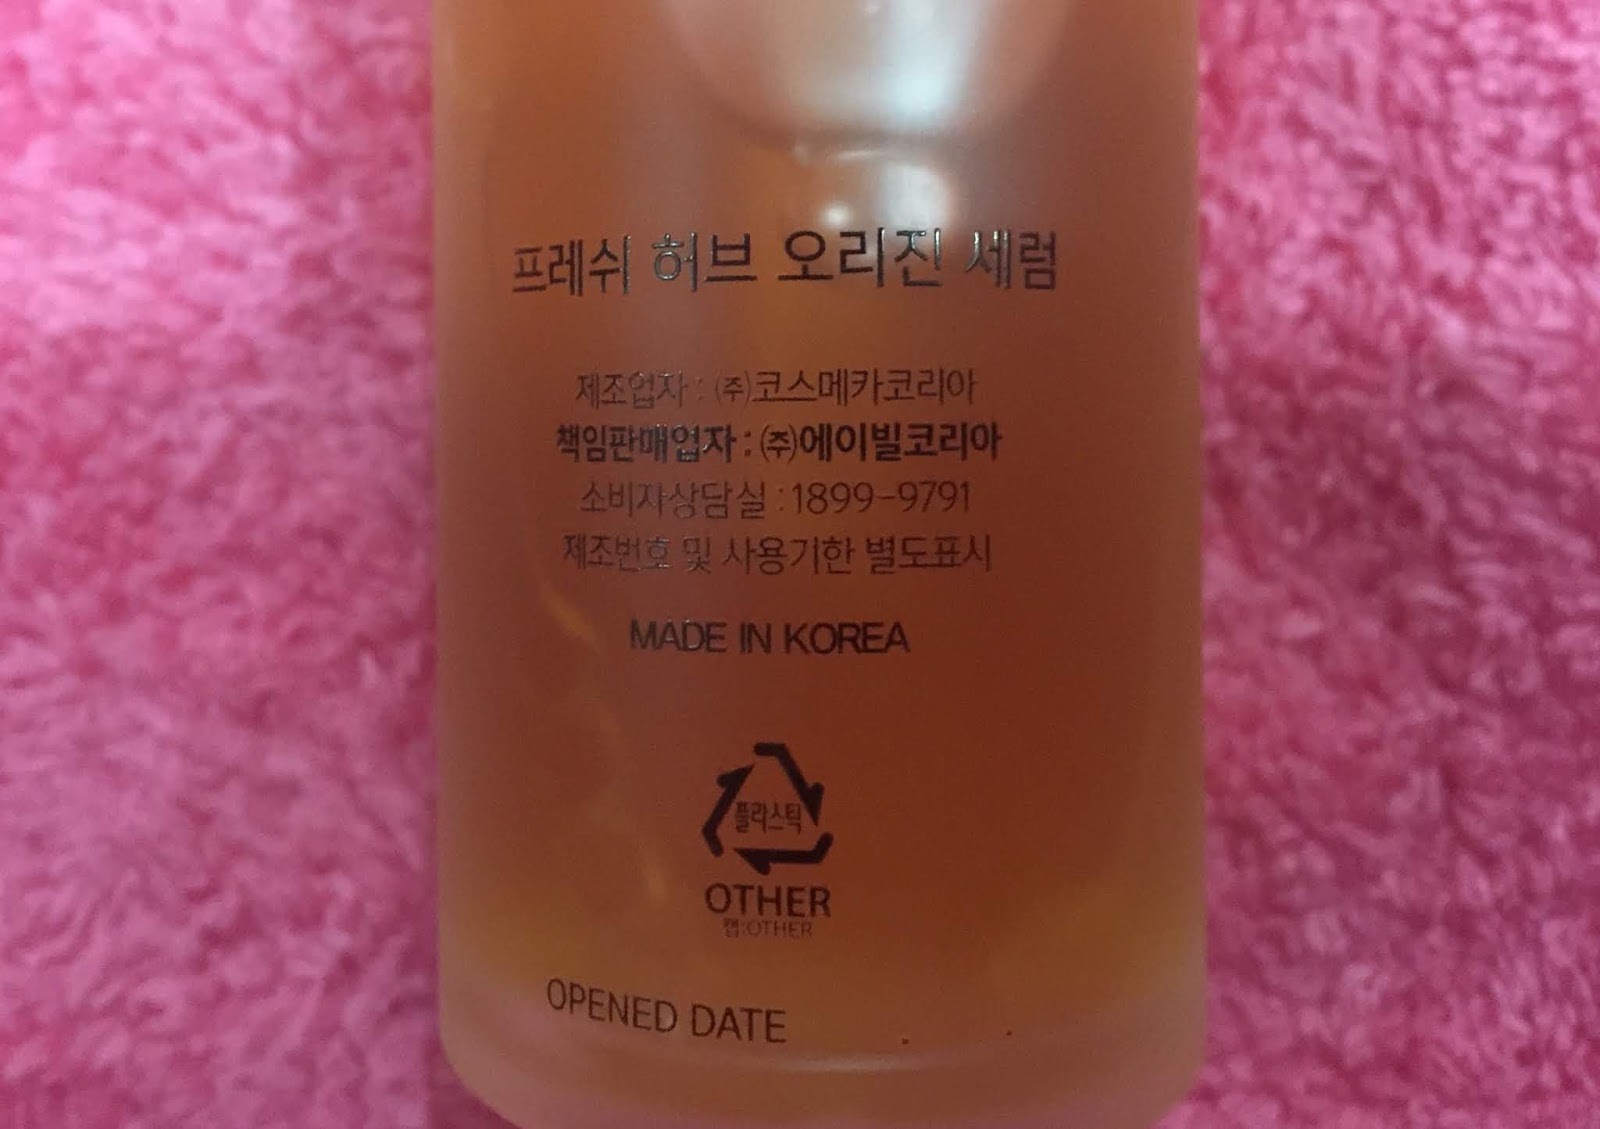 프레쉬 허브 오리진 세럼
제조업자 : ㈜코스메카코리아
책임판매업자 : ㈜에이빌코리아
소비자상담실 : 1899-9791
제조번호 및 사용기한 별도표시
MADE IN KOREA
플라스틱
OTHER
캡:OTHER
OPENED DATE . .